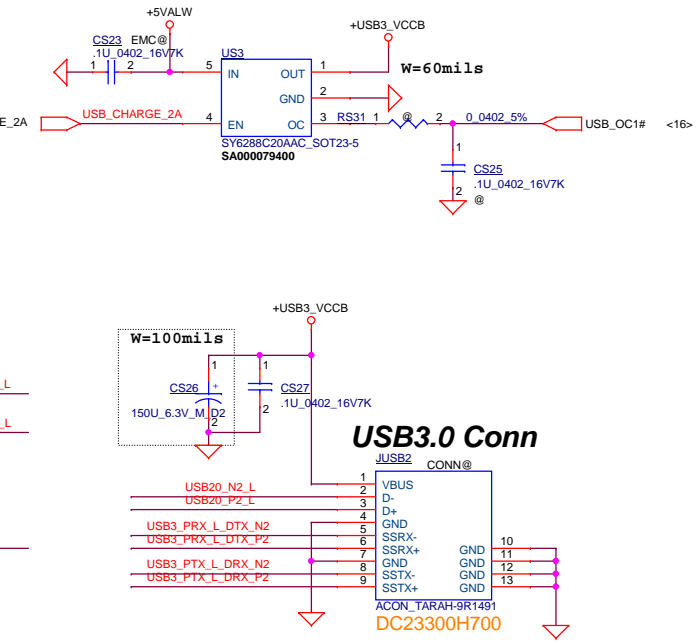 +5VALW
+USB3_VCCB
CS23 EMC@
.1U_0402_16V7K
US3
1 2
5 IN OUT 1
W=60mils
GND 2
E_2A USB_CHARGE_2A 4 EN OC 3 RS31 1 @ 2 0_0402_5% USB_OC1# <16>
SY6288C20AAC_SOT23-5
SA000079400
1
CS25
.1U_0402_16V7K
2 @
+USB3_VCCB
W=100mils
1 1
_L
CS26 + CS27
150U_6.3V_M_D2 .1U_0402_16V7K
2 2
_L
USB3.0 Conn
JUSB2 CONN@
1 VBUS
USB20_N2_L 2 D-
USB20_P2_L 3 D+
4 GND
USB3_PRX_L_DTX_N2 5 SSRX-
USB3_PRX_L_DTX_P2 6 SSRX+ GND 10
7 GND GND 11
USB3_PTX_L_DRX_N2 8 SSTX- GND 12
USB3_PTX_L_DRX_P2 9 SSTX+ GND 13
ACON_TARAH-9R1491
DC23300H700